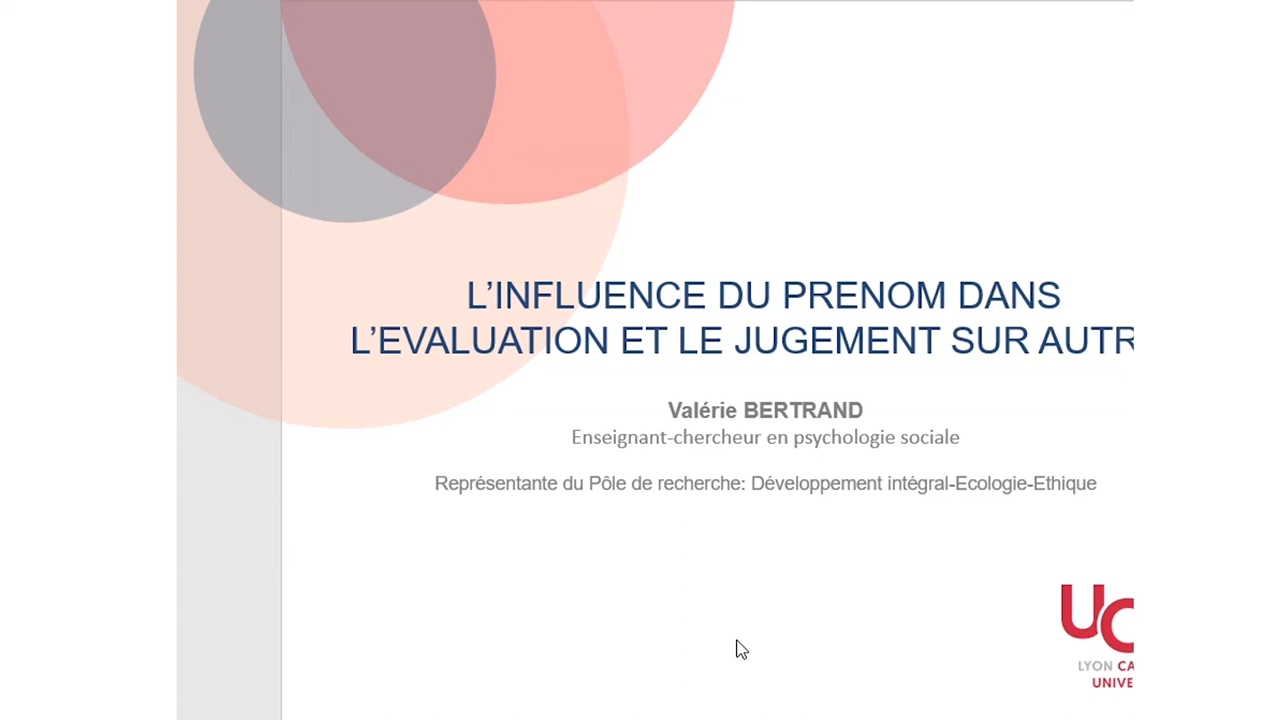 L’INFLUENCE DU PRENOM DANS
L’EVALUATION ET LE JUGEMENT SUR AUTR
Valérie BERTRAND
Enseignant-chercheur en psychologie sociale
Représentante du Pôle de recherche: Développement intégral-Ecologie-Ethique
UC
LYON CA
UNIVE